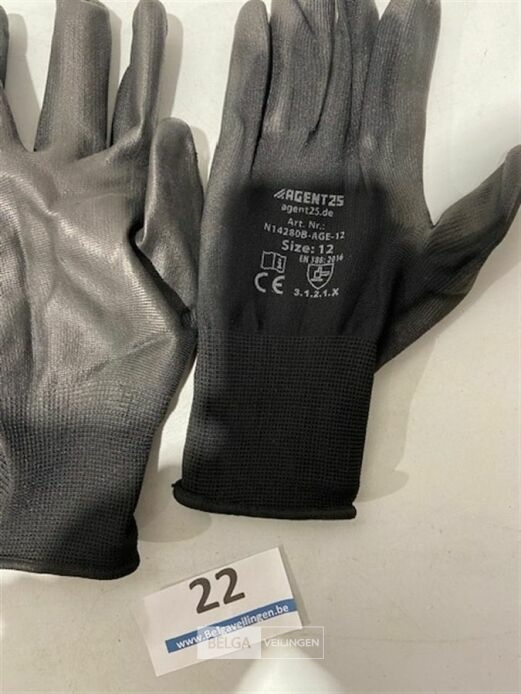 AGENT25
agent25.de
Art. Nr.:
N14280B-AGE-12
Size: 12
EN 388: 2016
CE
3.1.2.1.X
22
www.Belgaveilingen.be
BELGA VEILINGEN